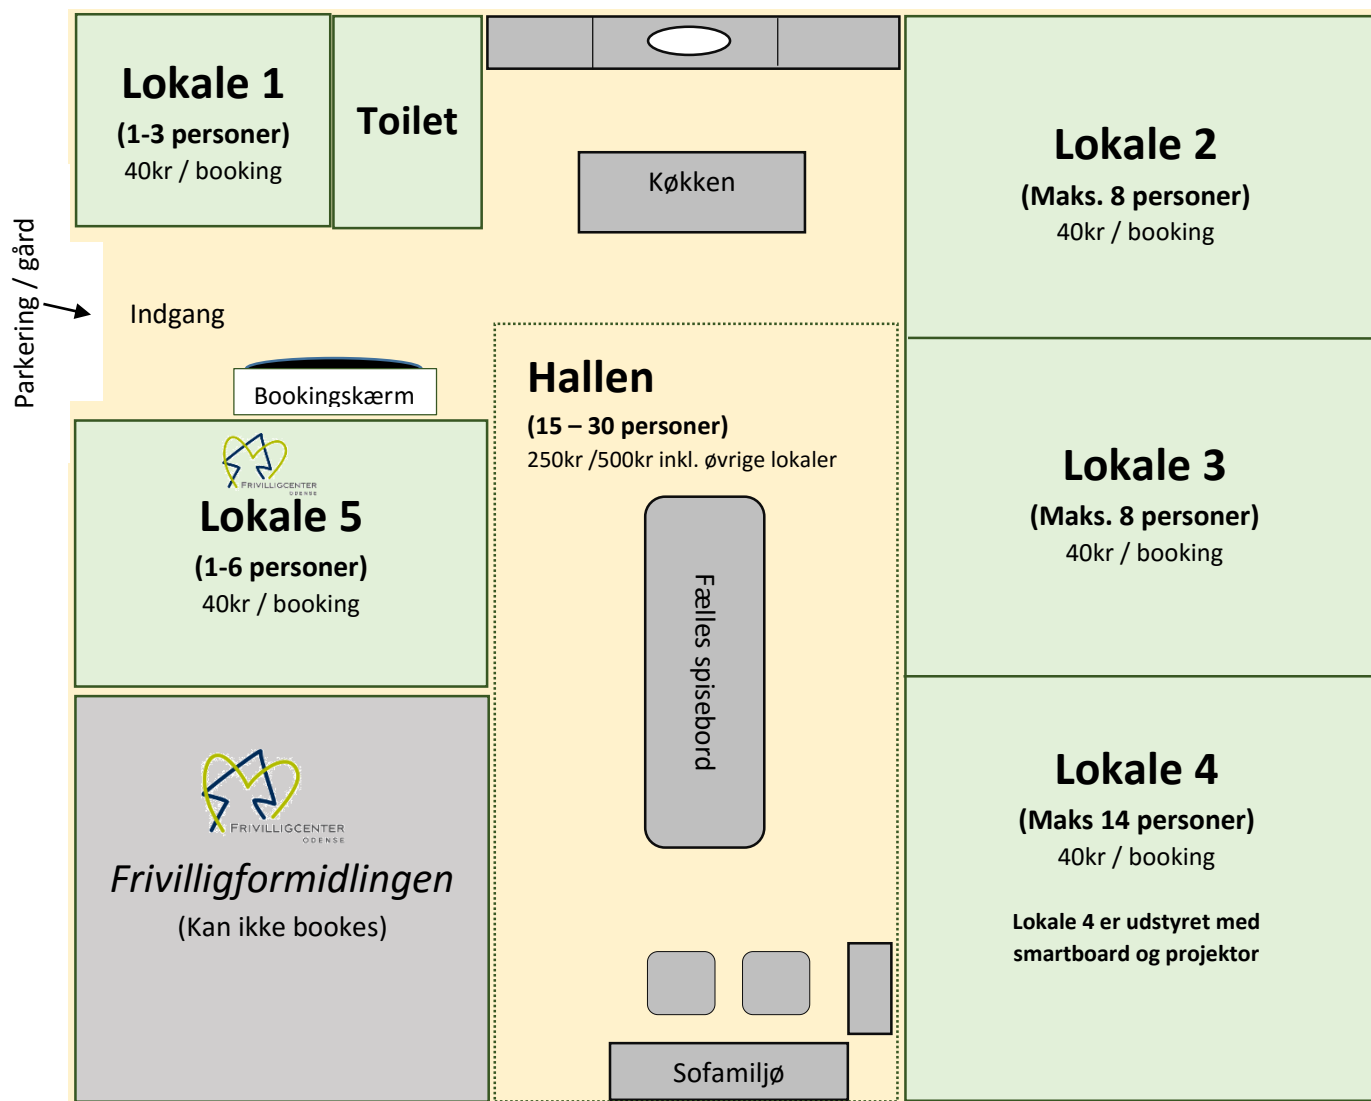 Lokale 1
(1-3 personer)
40kr / booking
Toilet
Køkken
Lokale 2
(Maks. 8 personer)
40kr / booking
Parkering / gård
Indgang
Bookingskærm
Hallen
(15 – 30 personer)
250kr /500kr inkl. øvrige lokaler
Fælles spisebord
Sofamiljø
Lokale 3
(Maks. 8 personer)
40kr / booking
FRIVILLIGCENTER
ODENSE
Lokale 5
(1-6 personer)
40kr / booking
FRIVILLIGCENTER
ODENSE
Frivilligformidlingen
(Kan ikke bookes)
Lokale 4
(Maks 14 personer)
40kr / booking
Lokale 4 er udstyret med
smartboard og projektor